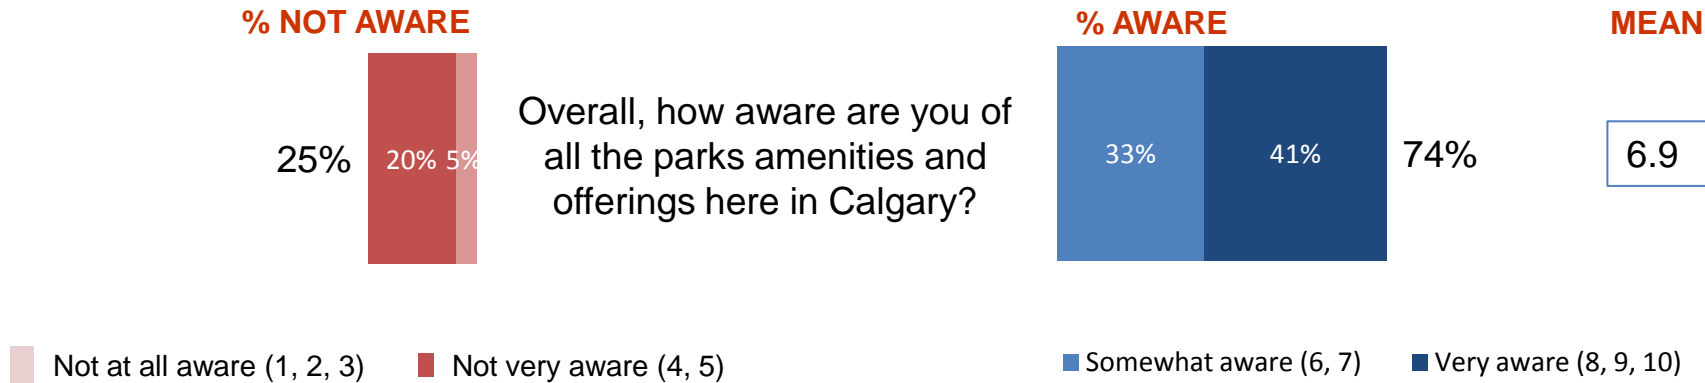 % NOT AWARE
% AWARE
MEAN
25%
20%
5%
Overall, how aware are you of
all the parks amenities and
offerings here in Calgary?
33%
41%
74%
6.9
Not at all aware (1, 2, 3)
Not very aware (4, 5)
Somewhat aware (6, 7)
Very aware (8, 9, 10)